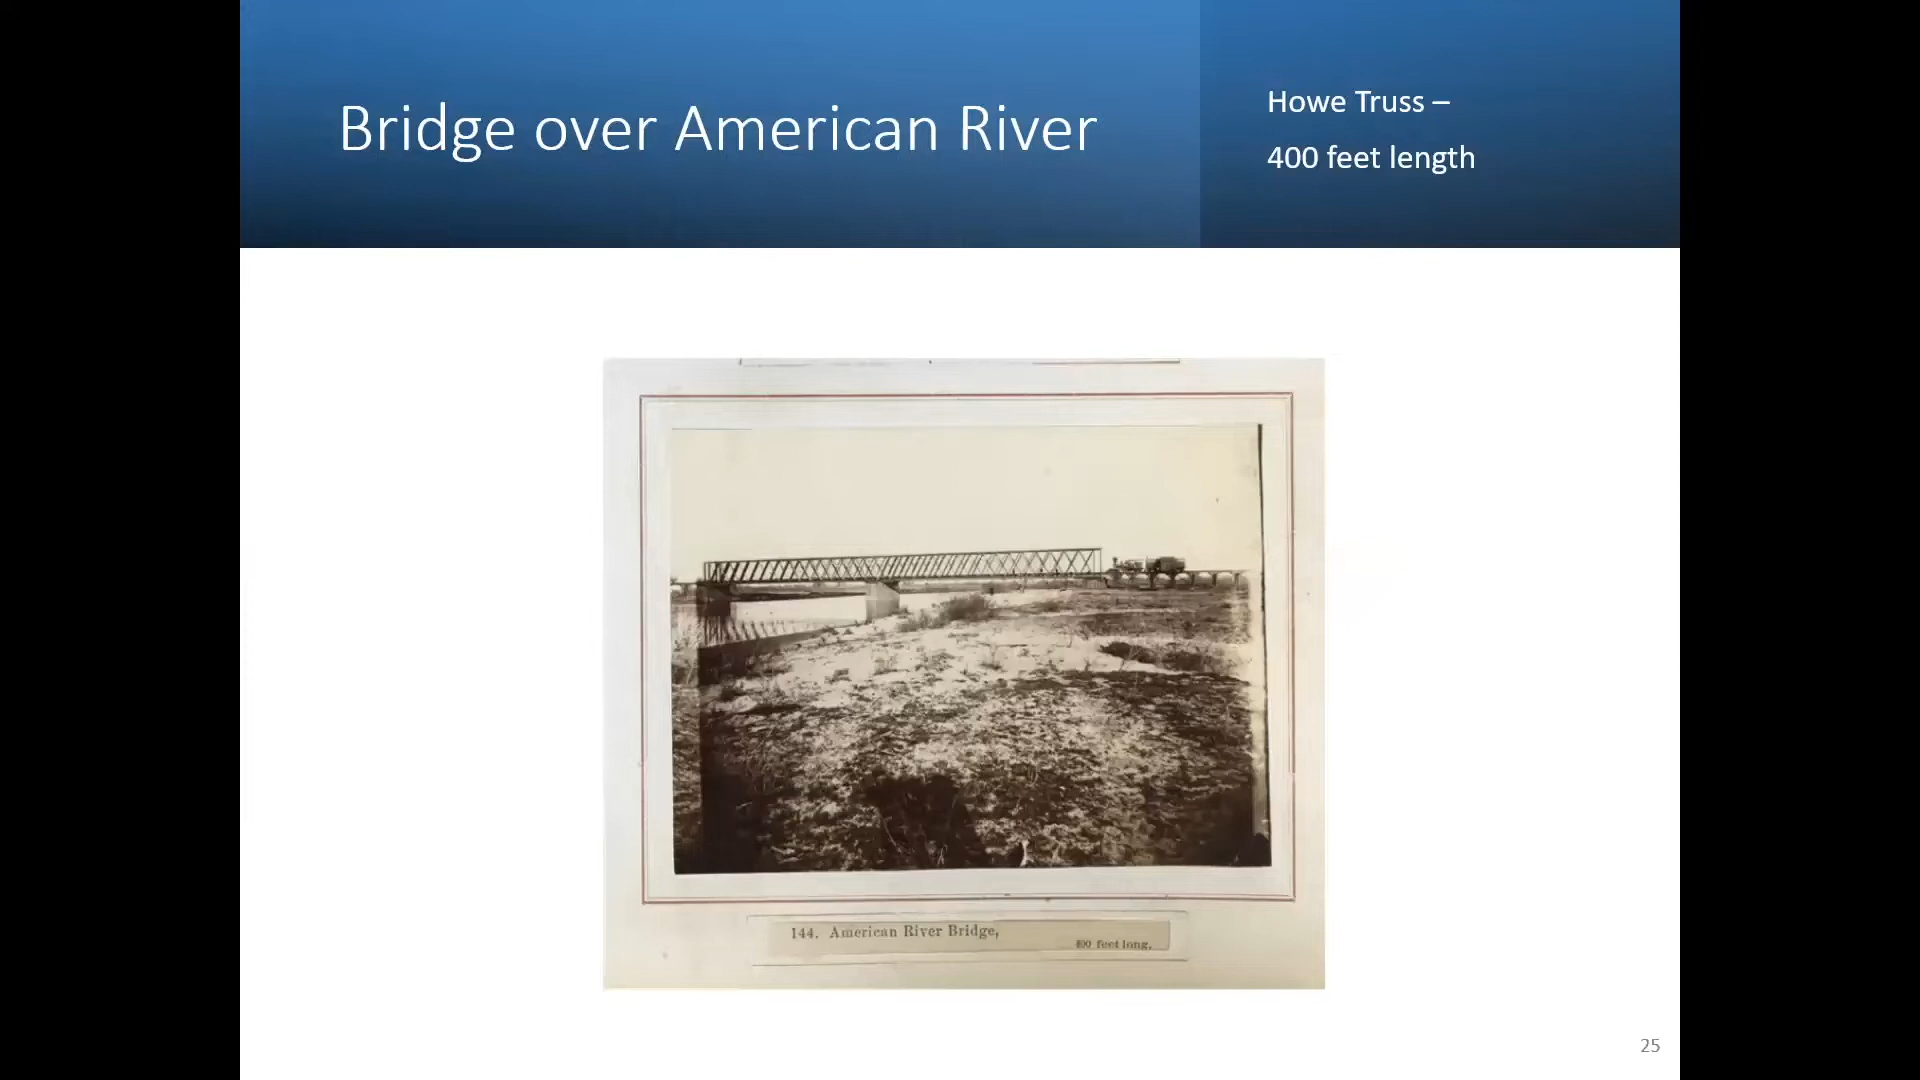 Bridge over American River
Howe Truss –
400 feet length
144. American River Bridge,
400 feet long.
25